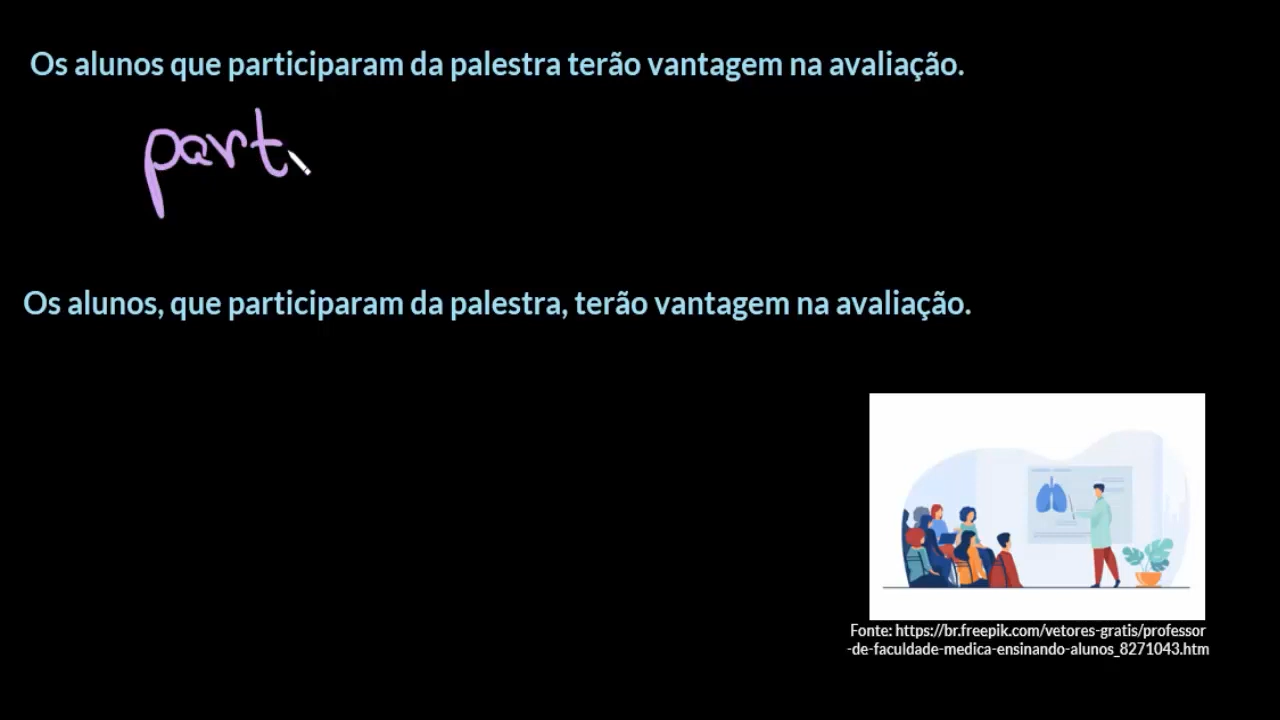 Os alunos que participaram da palestra terão vantagem na avaliação.
part
Os alunos, que participaram da palestra, terão vantagem na avaliação.
Fonte: https://br.freepik.com/vetores-gratis/professor
-de-faculdade-medica-ensinando-alunos_8271043.htm